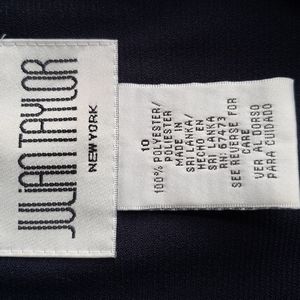 JULIAN TAYLOR
NEW YORK
10
100% POLYESTER/
POLIESTER
MADE IN
SRI LANKA/
HECHO EN
SRI LANKA
RN: 67473
SEE REVERSE FOR
CARE
VER AL DORSO
PARA CUIDADO